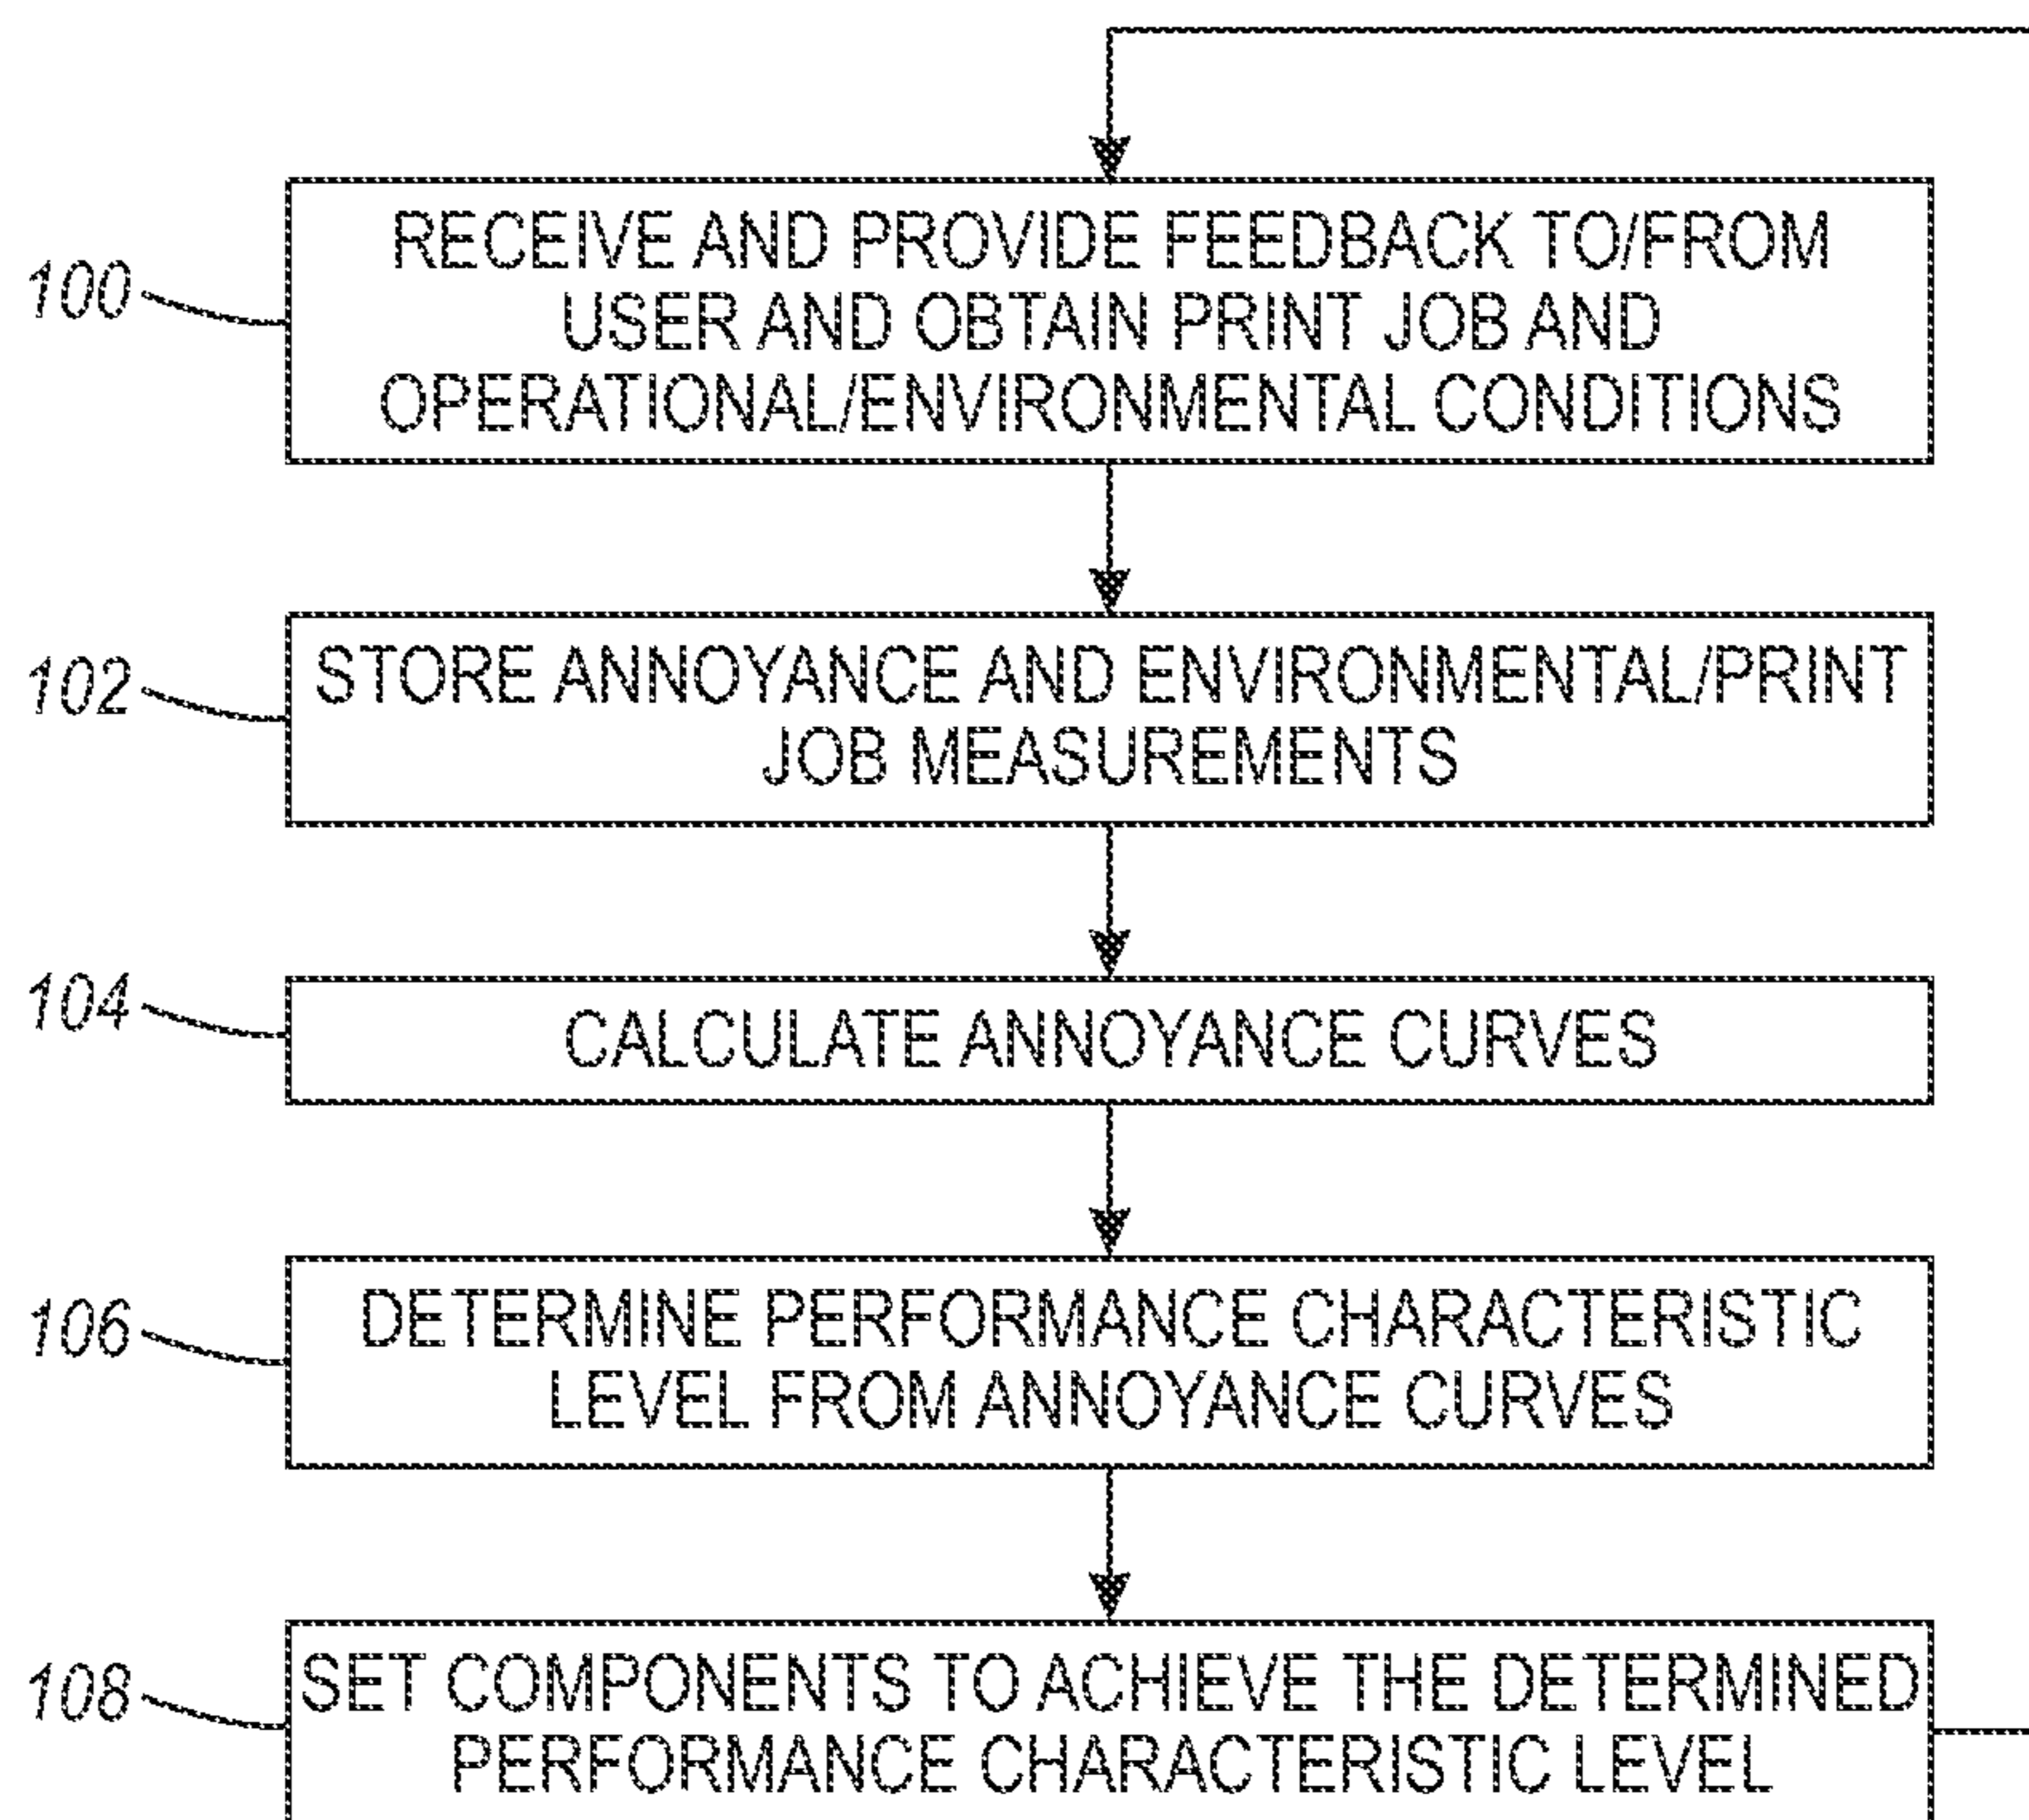 100
RECEIVE AND PROVIDE FEEDBACK TO/FROM
USER AND OBTAIN PRINT JOB AND
OPERATIONAL/ENVIRONMENTAL CONDITIONS
102
STORE ANNOYANCE AND ENVIRONMENTAL/PRINT
JOB MEASUREMENTS
104
CALCULATE ANNOYANCE CURVES
106
DETERMINE PERFORMANCE CHARACTERISTIC
LEVEL FROM ANNOYANCE CURVES
108
SET COMPONENTS TO ACHIEVE THE DETERMINED
PERFORMANCE CHARACTERISTIC LEVEL